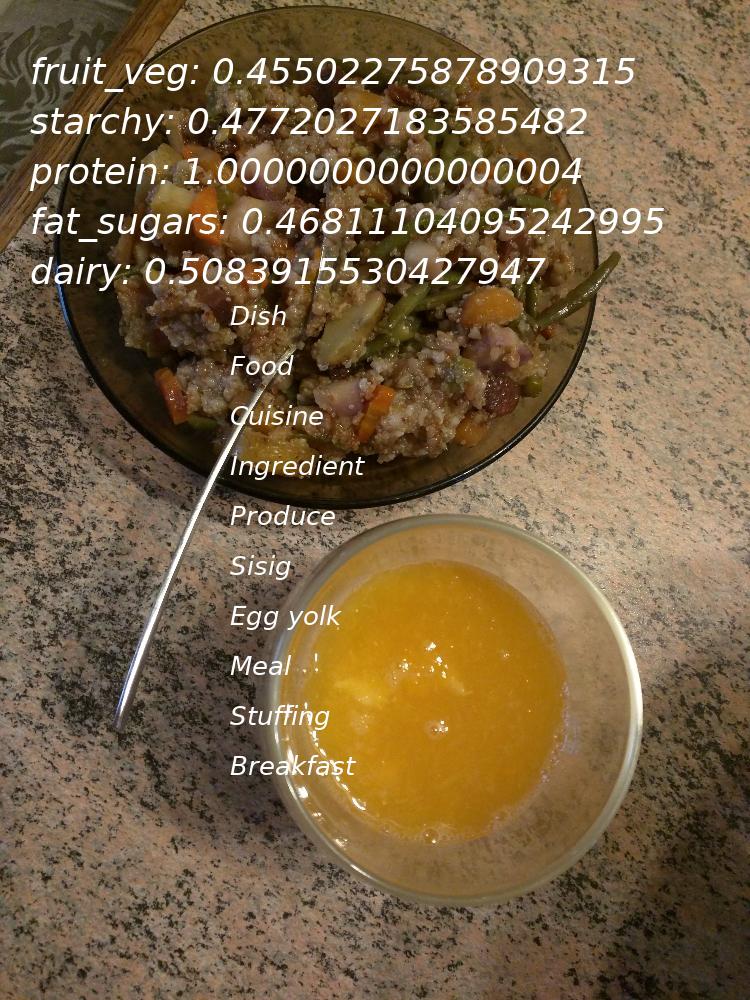 fruit_veg: 0.45502275878909315
starchy: 0.4772027183585482
protein: 1.0000000000000004
fat_sugars: 0.46811104095242995
dairy: 0.5083915530427947
Dish
Food
Cuisine
Ingredient
Produce
Sisig
Egg yolk
Meal
Stuffing
Breakfast